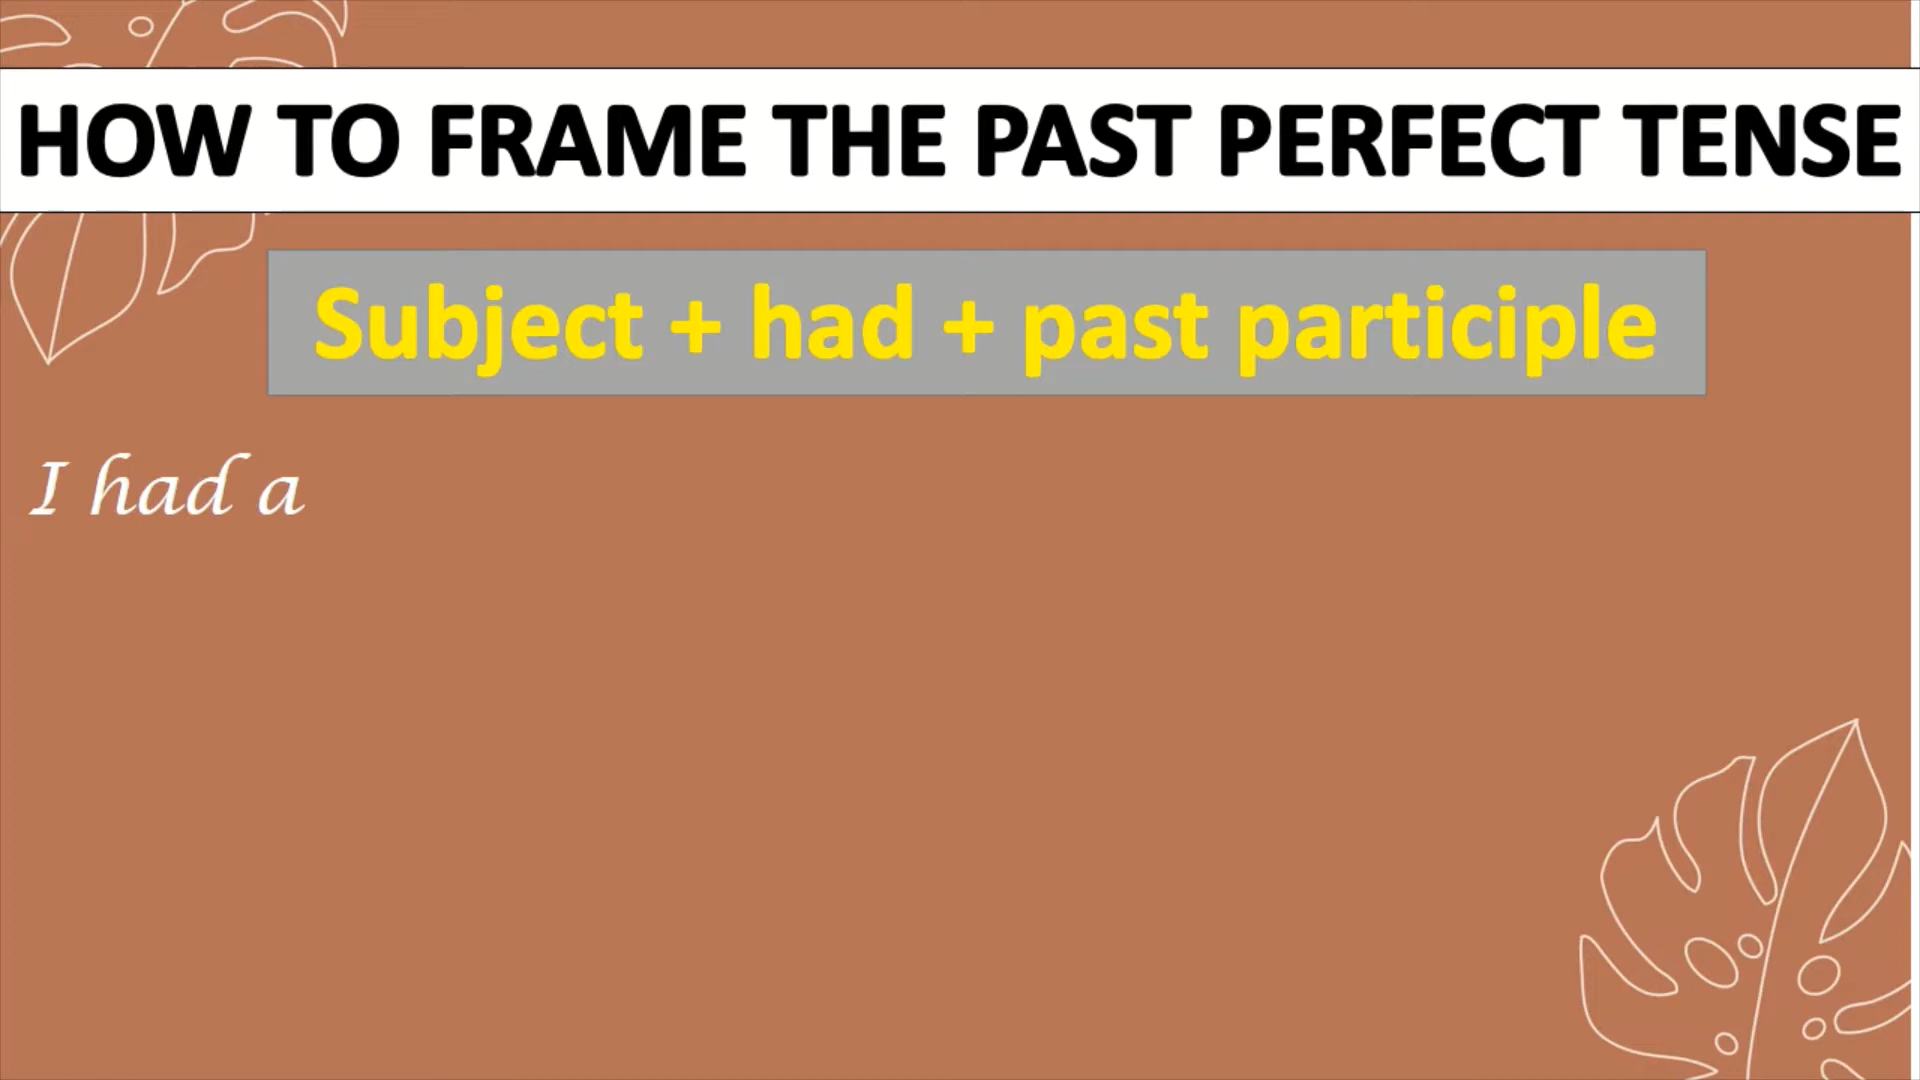 HOW TO FRAME THE PAST PERFECT TENSE
Subject + had + past participle
I had a